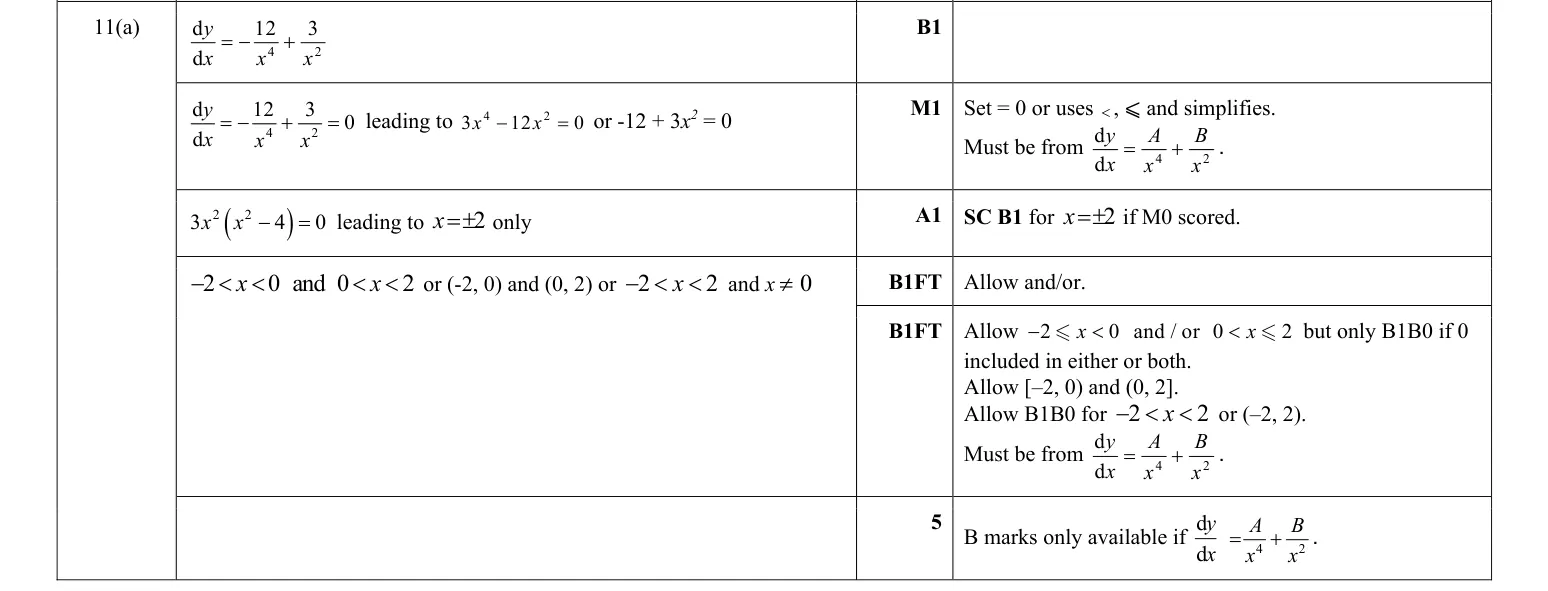 11(a)
dy/dx = −12/x⁴ + 3/x²
B1
dy/dx = −12/x⁴ + 3/x² = 0 leading to 3x⁴ − 12x² = 0 or -12 + 3x² = 0
M1
Set = 0 or uses <, ⩽ and simplifies.
Must be from dy/dx = A/x⁴ + B/x².
3x²(x² − 4) = 0 leading to x=±2 only
A1
SC B1 for x=±2 if M0 scored.
−2 < x < 0 and 0 < x < 2 or (-2, 0) and (0, 2) or −2 < x < 2 and x ≠ 0
B1FT
Allow and/or.
B1FT
Allow −2 ⩽ x < 0 and / or 0 < x ⩽ 2 but only B1B0 if 0
included in either or both.
Allow [–2, 0) and (0, 2].
Allow B1B0 for −2 < x < 2 or (–2, 2).
Must be from dy/dx = A/x⁴ + B/x².
5
B marks only available if dy/dx = A/x⁴ + B/x².